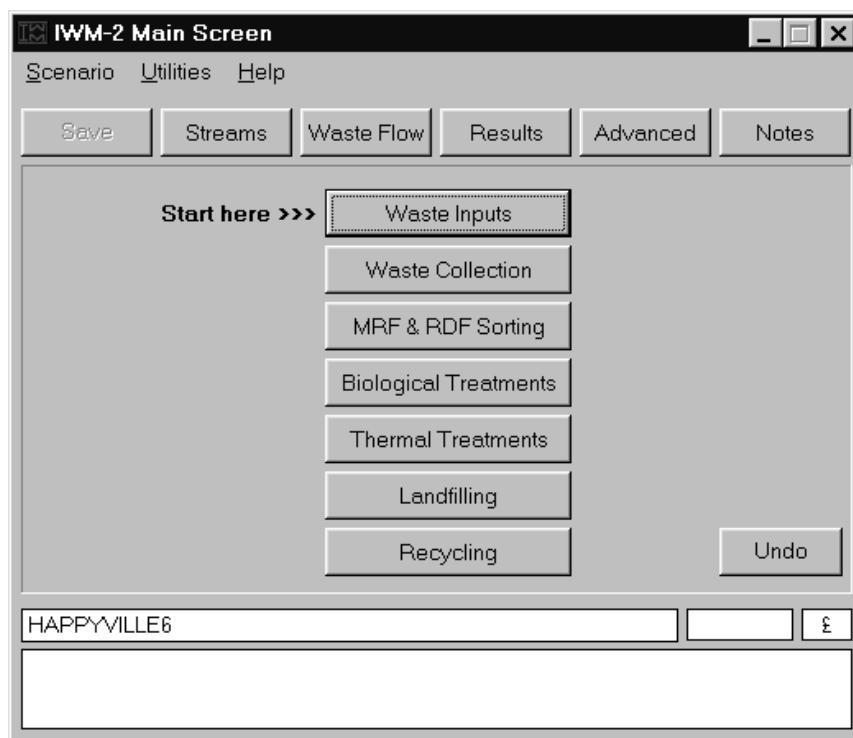 IWM-2 Main Screen
Scenario Utilities Help
Save Streams Waste Flow Results Advanced Notes
Start here >>> Waste Inputs
Waste Collection
MRF & RDF Sorting
Biological Treatments
Thermal Treatments
Landfilling
Recycling Undo
HAPPYVILLE6 £